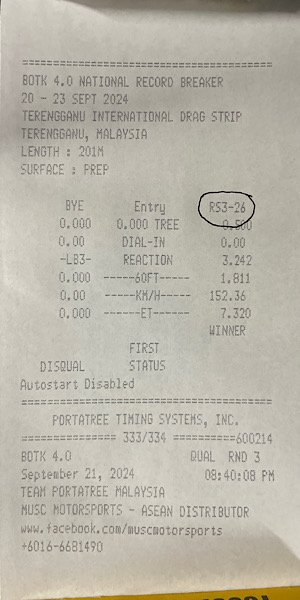 ========================================
BOTK 4.0 NATIONAL RECORD BREAKER
20 - 23 SEPT 2024
TERENGGANU INTERNATIONAL DRAG STRIP
TERENGGANU, MALAYSIA
LENGTH : 201M
SURFACE : PREP
BYE Entry RS3-26
0.000 0.000 TREE 0.500
0.00 DIAL-IN 0.00
-LB3- REACTION 3.242
0.000 -----60FT----- 1.811
0.00 -----KM/H----- 152.36
0.000 ------ET------ 7.320
WINNER
FIRST
DISQUAL STATUS
Autostart Disabled
========================================
PORTATREE TIMING SYSTEMS, INC.
=============== 333/334 ==========600214
BOTK 4.0 QUAL RND 3
September 21, 2024 08:40:08 PM
TEAM PORTATREE MALAYSIA
MUSC MOTORSPORTS - ASEAN DISTRIBUTOR
www.facebook.com/muscmotorsports
+6016-6681490